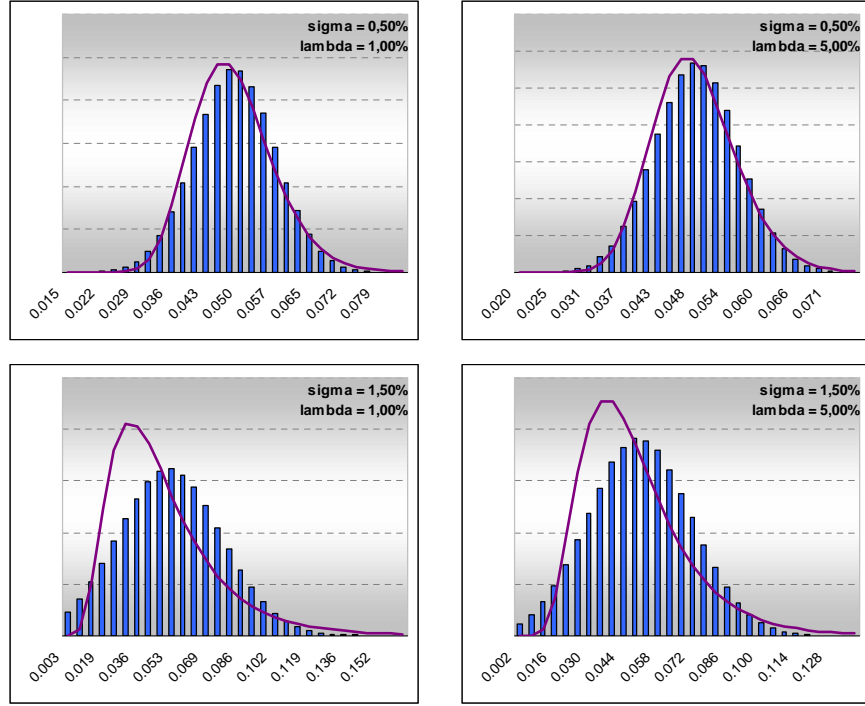 sigma = 0,50%
lambda = 1,00%
0.015 0.022 0.029 0.036 0.043 0.050 0.057 0.065 0.072 0.079
sigma = 0,50%
lambda = 5,00%
0.020 0.025 0.031 0.037 0.043 0.048 0.054 0.060 0.066 0.071
sigma = 1,50%
lambda = 1,00%
0.003 0.019 0.036 0.053 0.069 0.086 0.102 0.119 0.136 0.152
sigma = 1,50%
lambda = 5,00%
0.002 0.016 0.030 0.044 0.058 0.072 0.086 0.100 0.114 0.128